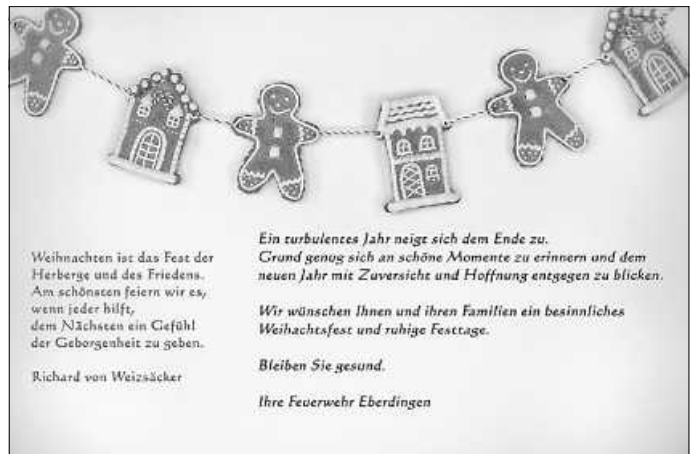 Weihnachten ist das Fest der
Herberge und des Friedens.
Am schönsten feiern wir es,
wenn jeder hilft,
dem Nächsten ein Gefühl
der Geborgenheit zu geben.
Richard von Weizsäcker
Ein turbulentes Jahr neigt sich dem Ende zu.
Grund genug sich an schöne Momente zu erinnern und dem
neuen Jahr mit Zuversicht und Hoffnung entgegen zu blicken.
Wir wünschen Ihnen und ihren Familien ein besinnliches
Weihachtsfest und ruhige Festtage.
Bleiben Sie gesund.
Ihre Feuerwehr Eberdingen